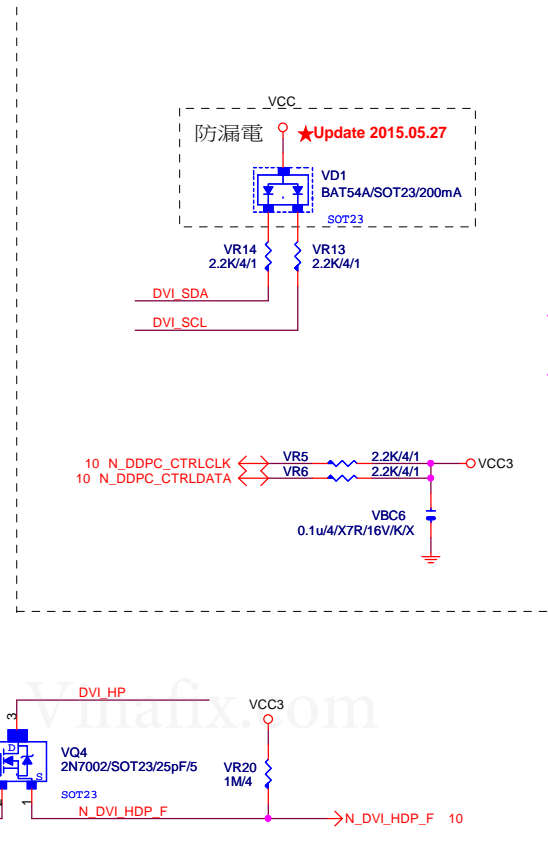 VCC
防漏電 ★Update 2015.05.27
VD1
BAT54A/SOT23/200mA
SOT23
VR14
2.2K/4/1
VR13
2.2K/4/1
DVI_SDA
DVI_SCL
10 N_DDPC_CTRLCLK VR5 2.2K/4/1 VCC3
10 N_DDPC_CTRLDATA VR6 2.2K/4/1
VBC6
0.1u/4/X7R/16V/K/X
Vinafix.com
DVI_HP
VCC3
3
D
S
1
VQ4
2N7002/SOT23/25pF/5
SOT23
VR20
1M/4
N_DVI_HDP_F
N_DVI_HDP_F 10